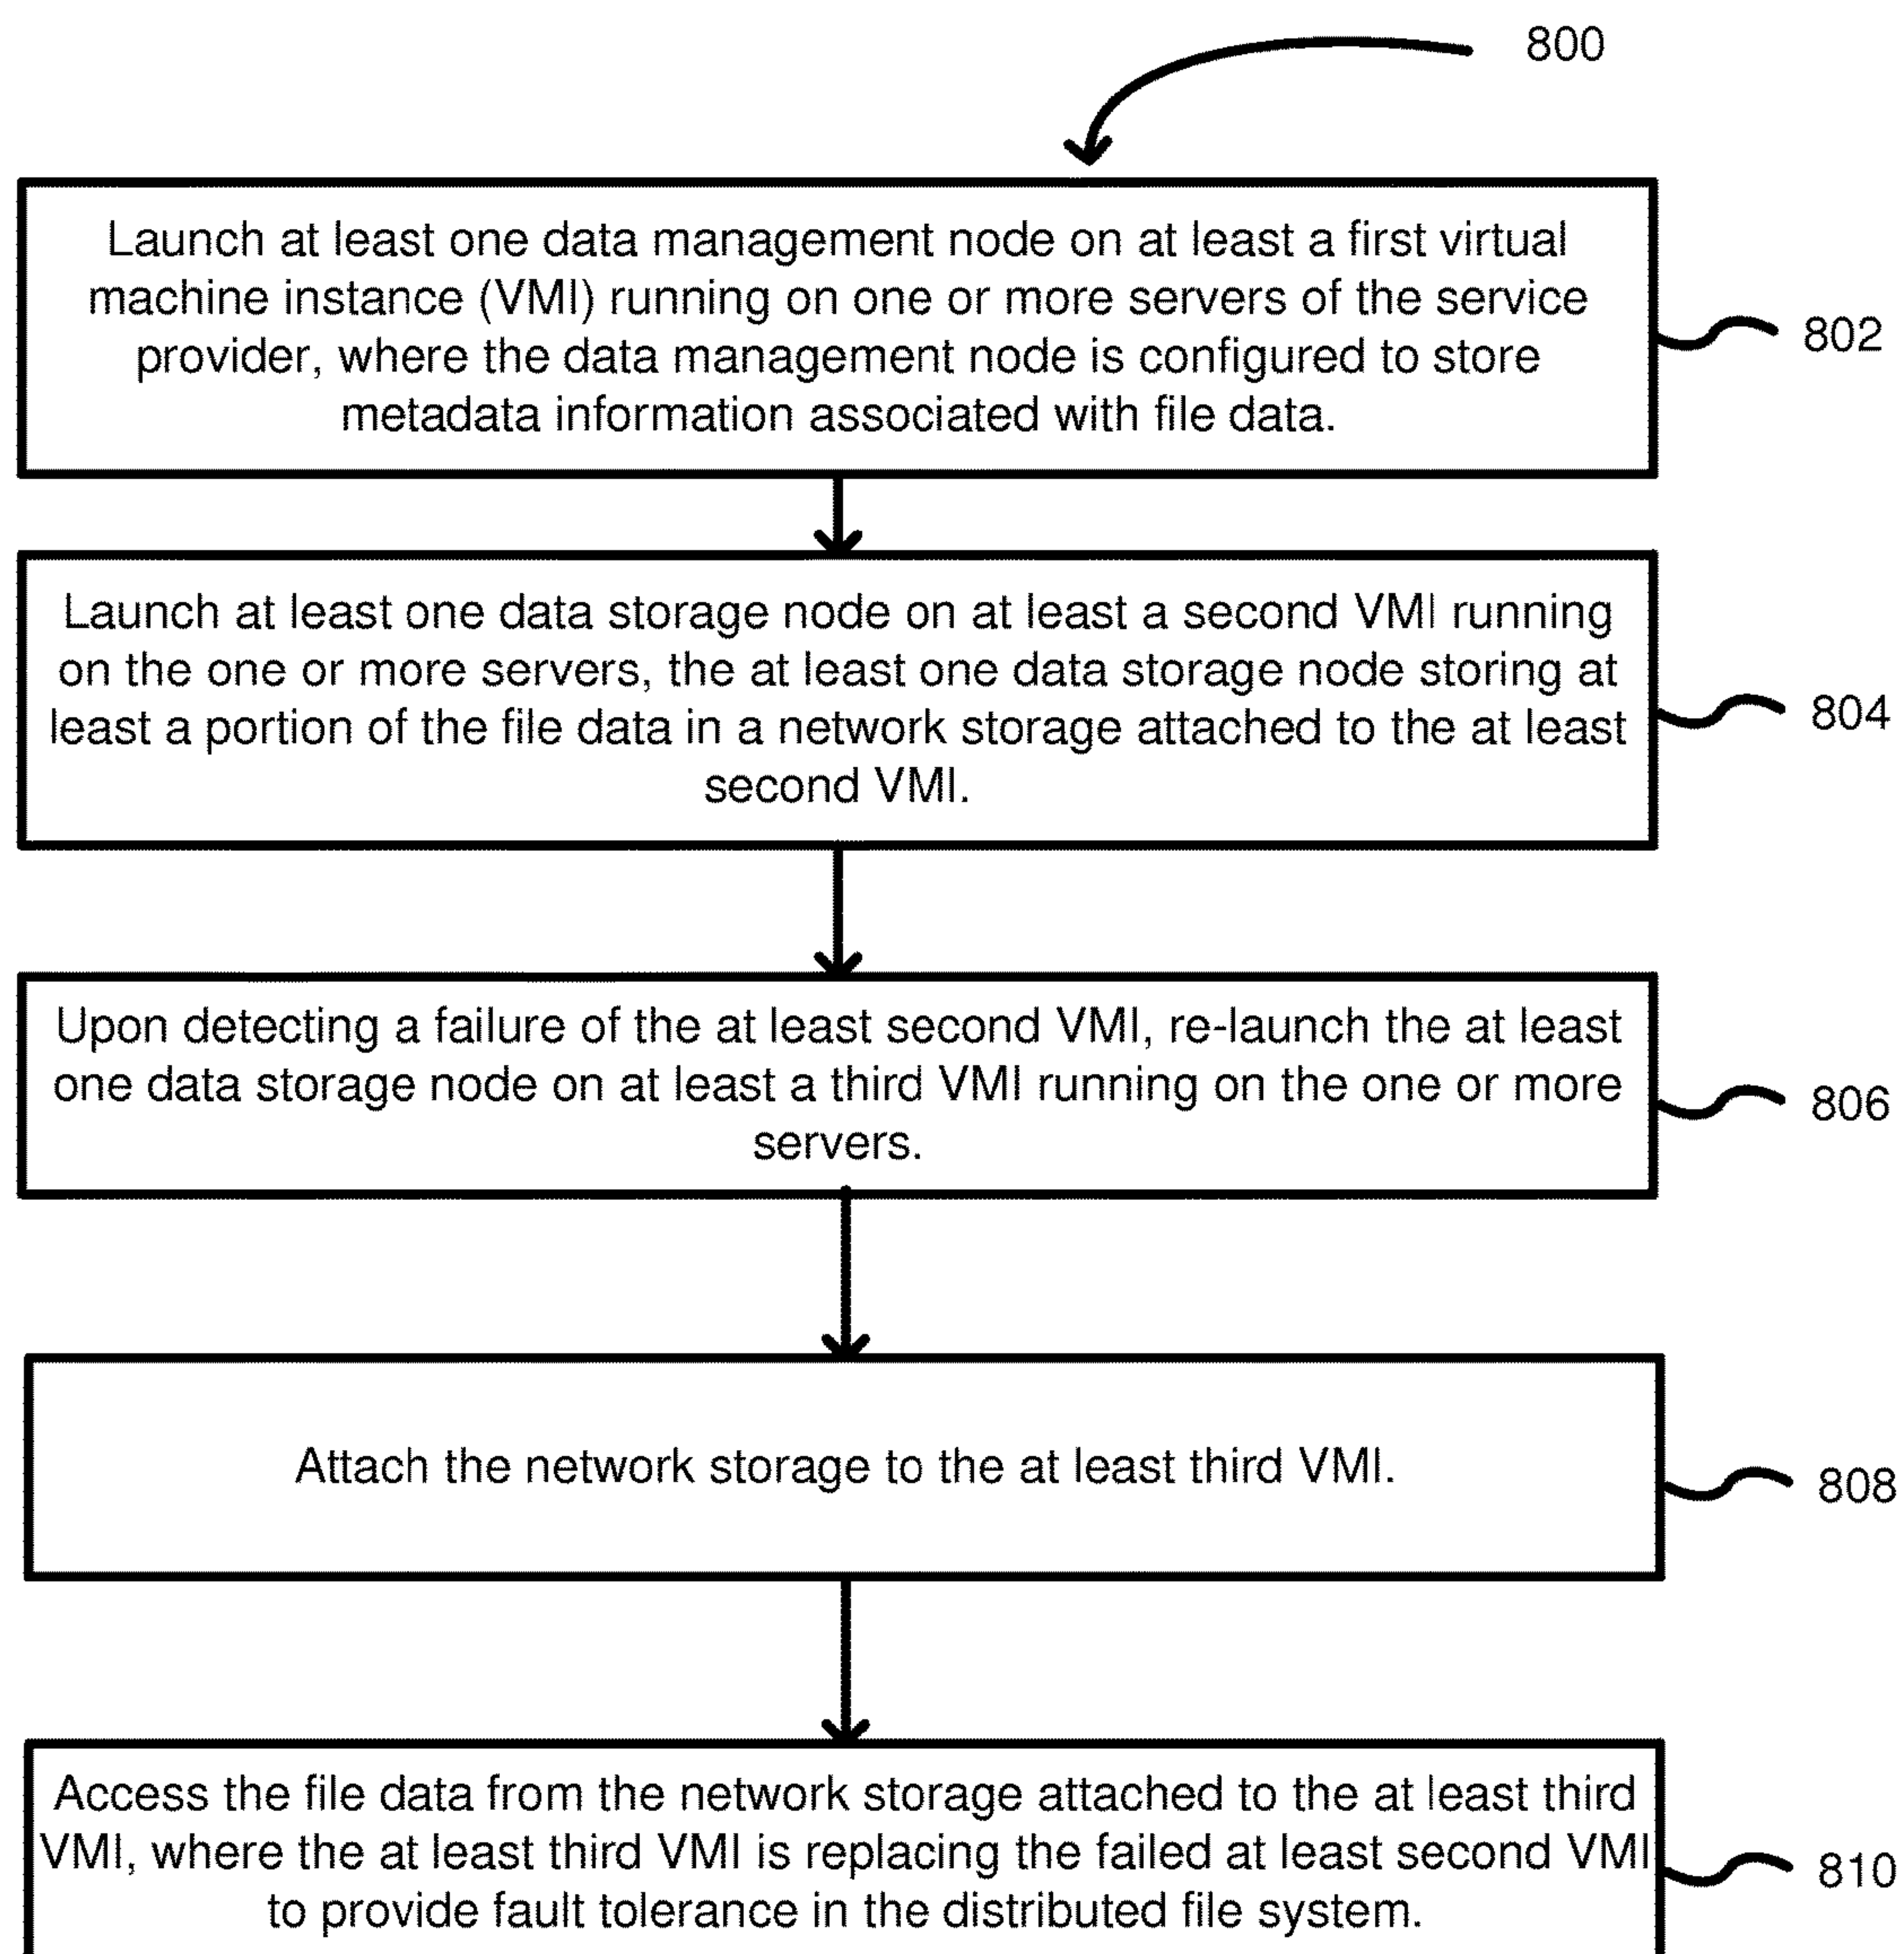 800
Launch at least one data management node on at least a first virtual
machine instance (VMI) running on one or more servers of the service
provider, where the data management node is configured to store
metadata information associated with file data.
802
Launch at least one data storage node on at least a second VMI running
on the one or more servers, the at least one data storage node storing at
least a portion of the file data in a network storage attached to the at least
second VMI.
804
Upon detecting a failure of the at least second VMI, re-launch the at least
one data storage node on at least a third VMI running on the one or more
servers.
806
Attach the network storage to the at least third VMI.
808
Access the file data from the network storage attached to the at least third
VMI, where the at least third VMI is replacing the failed at least second VMI
to provide fault tolerance in the distributed file system.
810